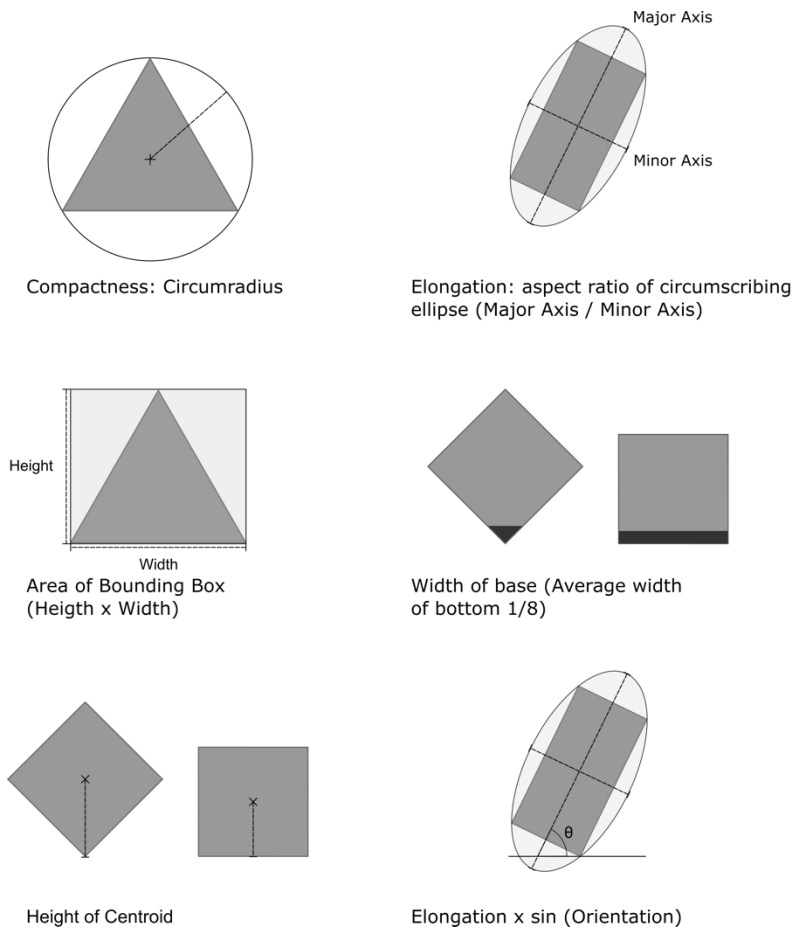 Major Axis
Minor Axis
Compactness: Circumradius
Elongation: aspect ratio of circumscribing
ellipse (Major Axis / Minor Axis)
Height
Width
Area of Bounding Box
(Heigth x Width)
Width of base (Average width
of bottom 1/8)
θ
Height of Centroid
Elongation x sin (Orientation)